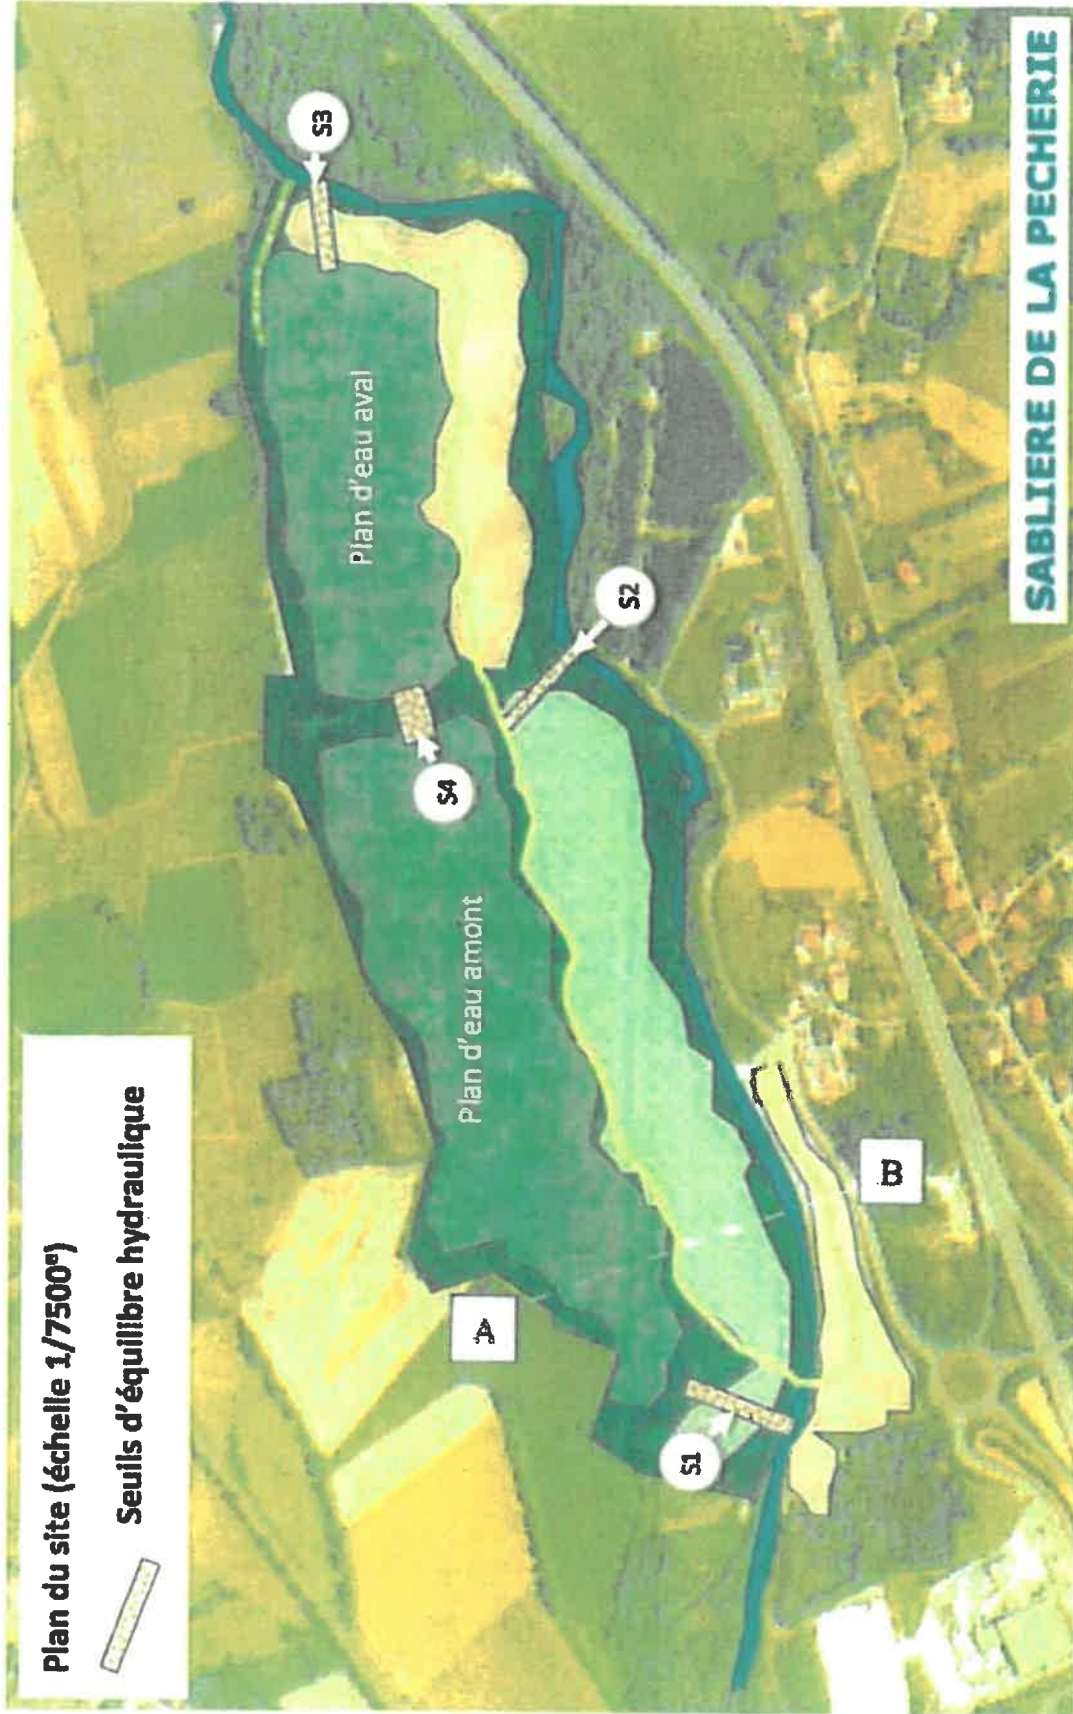 Plan du site (échelle 1/7500e)
Seuils d'équilibre hydraulique
S3
Plan d'eau aval
S2
S4
Plan d'eau amont
A
B
S1
SABLIERE DE LA PECHERIE